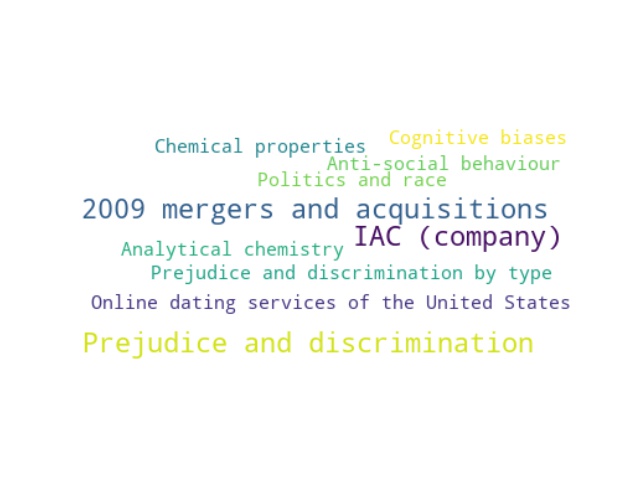 Cognitive biases
Chemical properties
Anti-social behaviour
Politics and race
2009 mergers and acquisitions
IAC (company)
Analytical chemistry
Prejudice and discrimination by type
Online dating services of the United States
Prejudice and discrimination